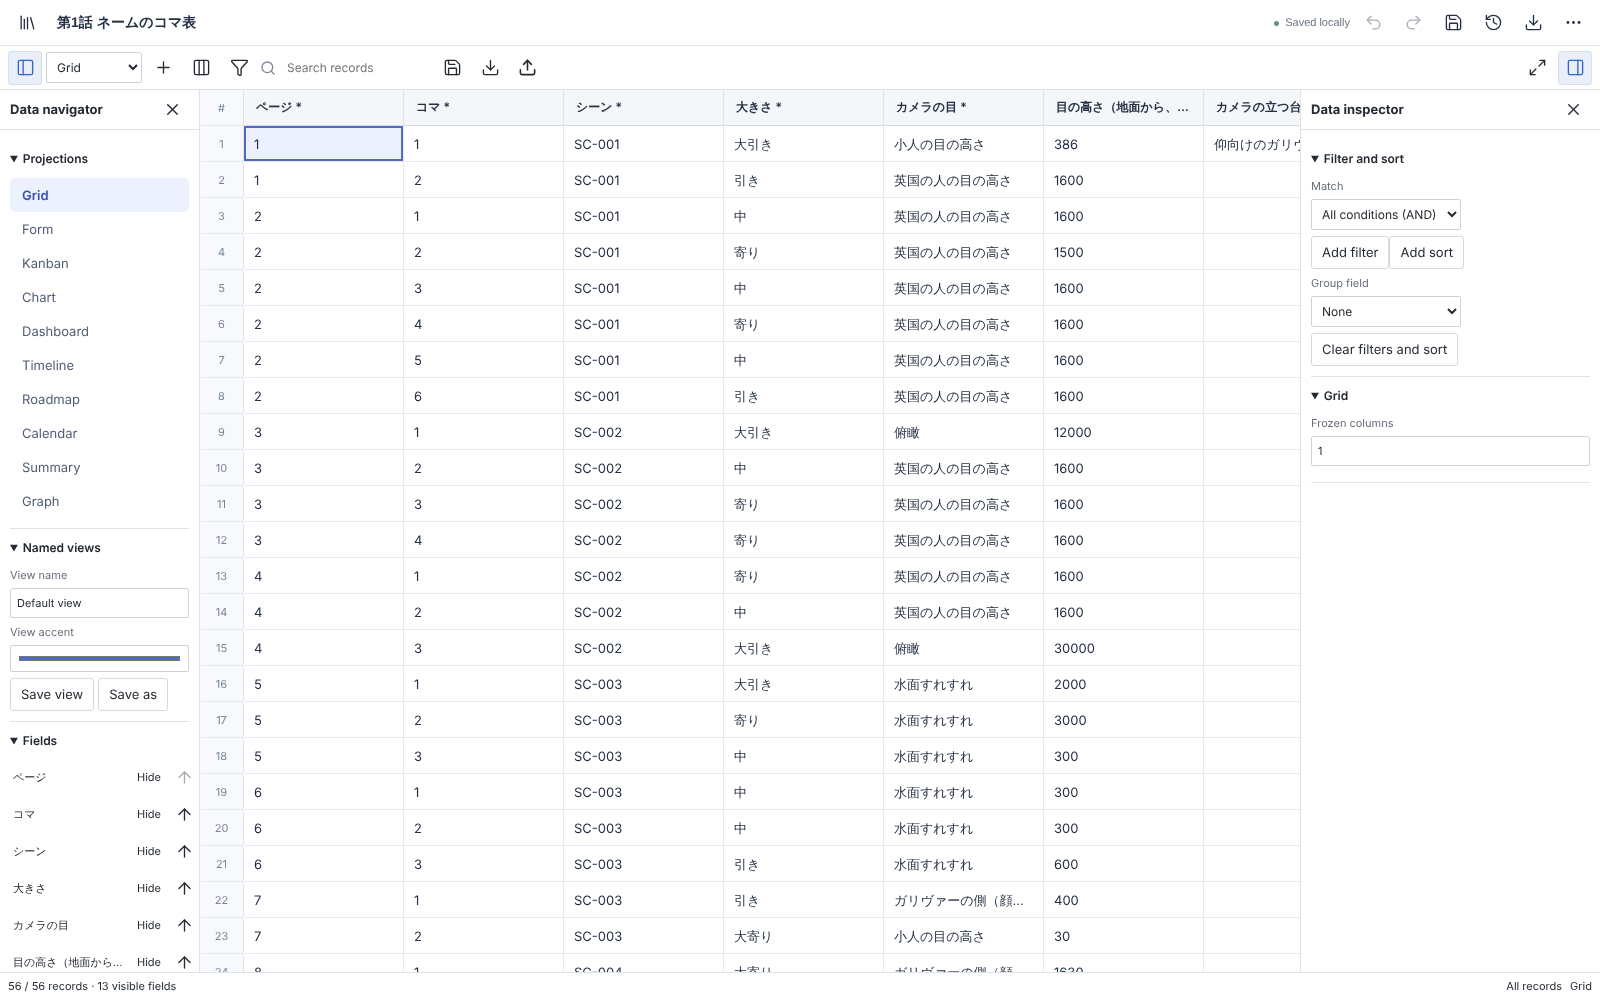 第1話 ネームのコマ表
Saved locally
Grid
Search records
Data navigator
Projections
Grid
Form
Kanban
Chart
Dashboard
Timeline
Roadmap
Calendar
Summary
Graph
Named views
View name
Default view
View accent
Save view Save as
Fields
ページ Hide
コマ Hide
シーン Hide
大きさ Hide
カメラの目 Hide
目の高さ（地面から... Hide
# ページ * コマ * シーン * 大きさ * カメラの目 * 目の高さ（地面から、... カメラの立つ台
1 1 1 SC-001 大引き 小人の目の高さ 386 仰向けのガリヴ
2 1 2 SC-001 引き 英国の人の目の高さ 1600
3 2 1 SC-001 中 英国の人の目の高さ 1600
4 2 2 SC-001 寄り 英国の人の目の高さ 1500
5 2 3 SC-001 中 英国の人の目の高さ 1600
6 2 4 SC-001 寄り 英国の人の目の高さ 1600
7 2 5 SC-001 中 英国の人の目の高さ 1600
8 2 6 SC-001 引き 英国の人の目の高さ 1600
9 3 1 SC-002 大引き 俯瞰 12000
10 3 2 SC-002 中 英国の人の目の高さ 1600
11 3 3 SC-002 寄り 英国の人の目の高さ 1600
12 3 4 SC-002 寄り 英国の人の目の高さ 1600
13 4 1 SC-002 寄り 英国の人の目の高さ 1600
14 4 2 SC-002 中 英国の人の目の高さ 1600
15 4 3 SC-002 大引き 俯瞰 30000
16 5 1 SC-003 大引き 水面すれすれ 2000
17 5 2 SC-003 寄り 水面すれすれ 3000
18 5 3 SC-003 中 水面すれすれ 300
19 6 1 SC-003 中 水面すれすれ 300
20 6 2 SC-003 中 水面すれすれ 300
21 6 3 SC-003 引き 水面すれすれ 600
22 7 1 SC-003 引き ガリヴァーの側（顔... 400
23 7 2 SC-003 大寄り 小人の目の高さ 30
24 8 1 SC-004 大寄り ガリヴァーの側（顔... 1630
Data inspector
Filter and sort
Match
All conditions (AND)
Add filter Add sort
Group field
None
Clear filters and sort
Grid
Frozen columns
1
56 / 56 records · 13 visible fields
All records Grid